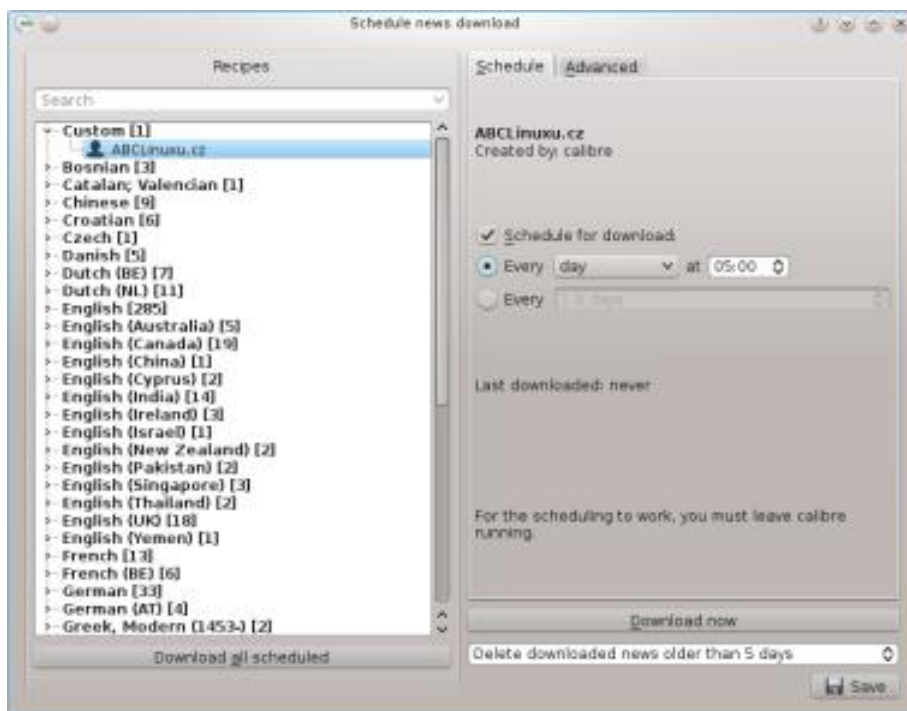 Schedule news download
Recipes
Search
Custom [1]
ABCLinuxu.cz
Bosnian [3]
Catalan; Valencian [1]
Chinese [9]
Croatian [6]
Czech [1]
Danish [5]
Dutch (BE) [7]
Dutch (NL) [11]
English [285]
English (Australia) [5]
English (Canada) [19]
English (China) [1]
English (Cyprus) [2]
English (India) [14]
English (Ireland) [3]
English (Israel) [1]
English (New Zealand) [2]
English (Pakistan) [2]
English (Singapore) [3]
English (Thailand) [2]
English (UK) [18]
English (Yemen) [1]
French [13]
French (BE) [6]
German [33]
German (AT) [4]
Greek, Modern (1453-) [2]
Download all scheduled
Schedule Advanced
ABCLinuxu.cz
Created by: calibre
Schedule for download:
Every day at 05:00
Every days
Last downloaded: never
For the scheduling to work, you must leave calibre
running.
Download now
Delete downloaded news older than 5 days
Save